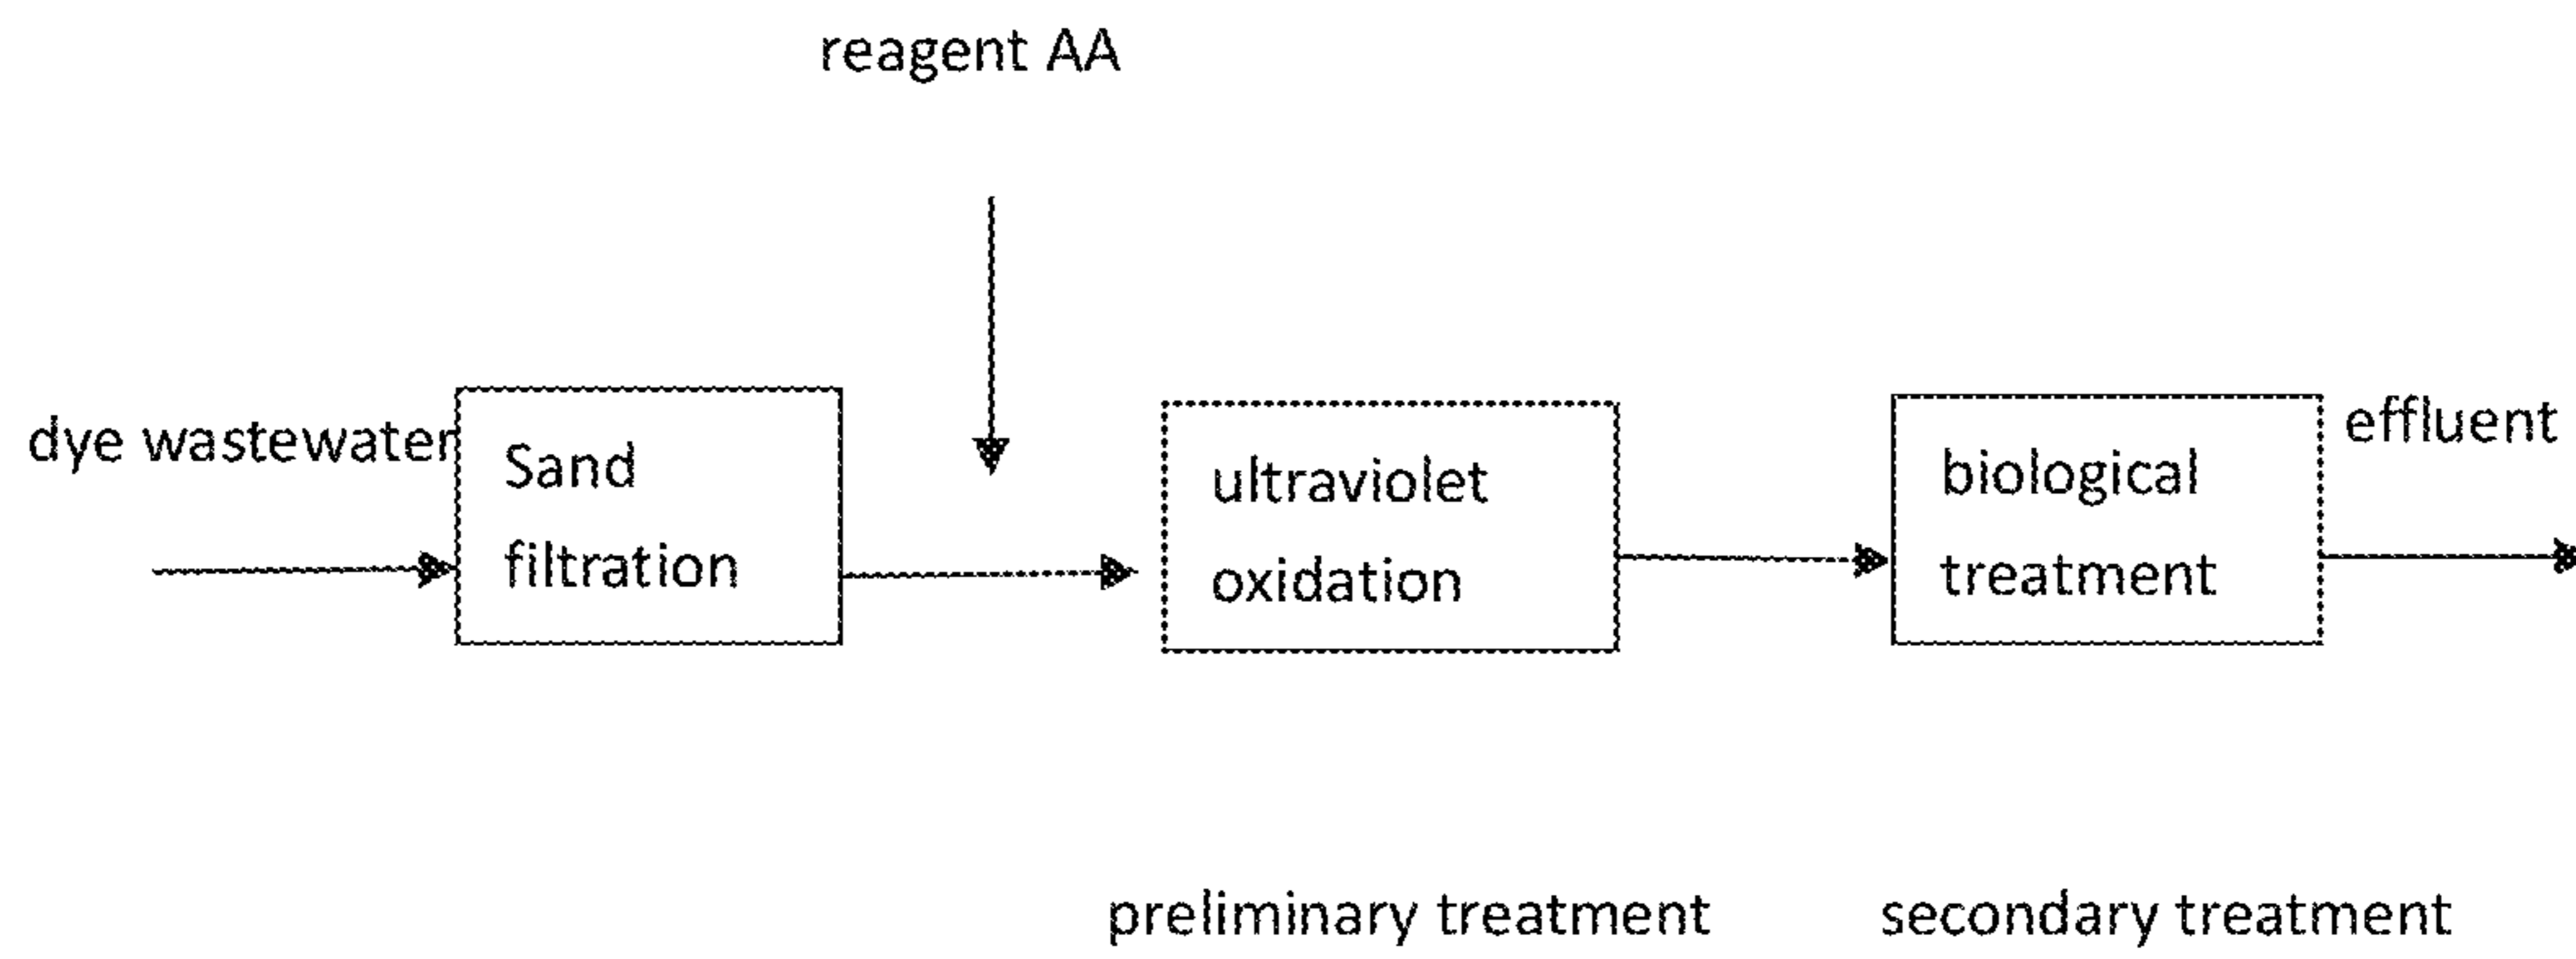 reagent AA
dye wastewater
Sand
filtration
ultraviolet
oxidation
biological
treatment
effluent
preliminary treatment
secondary treatment